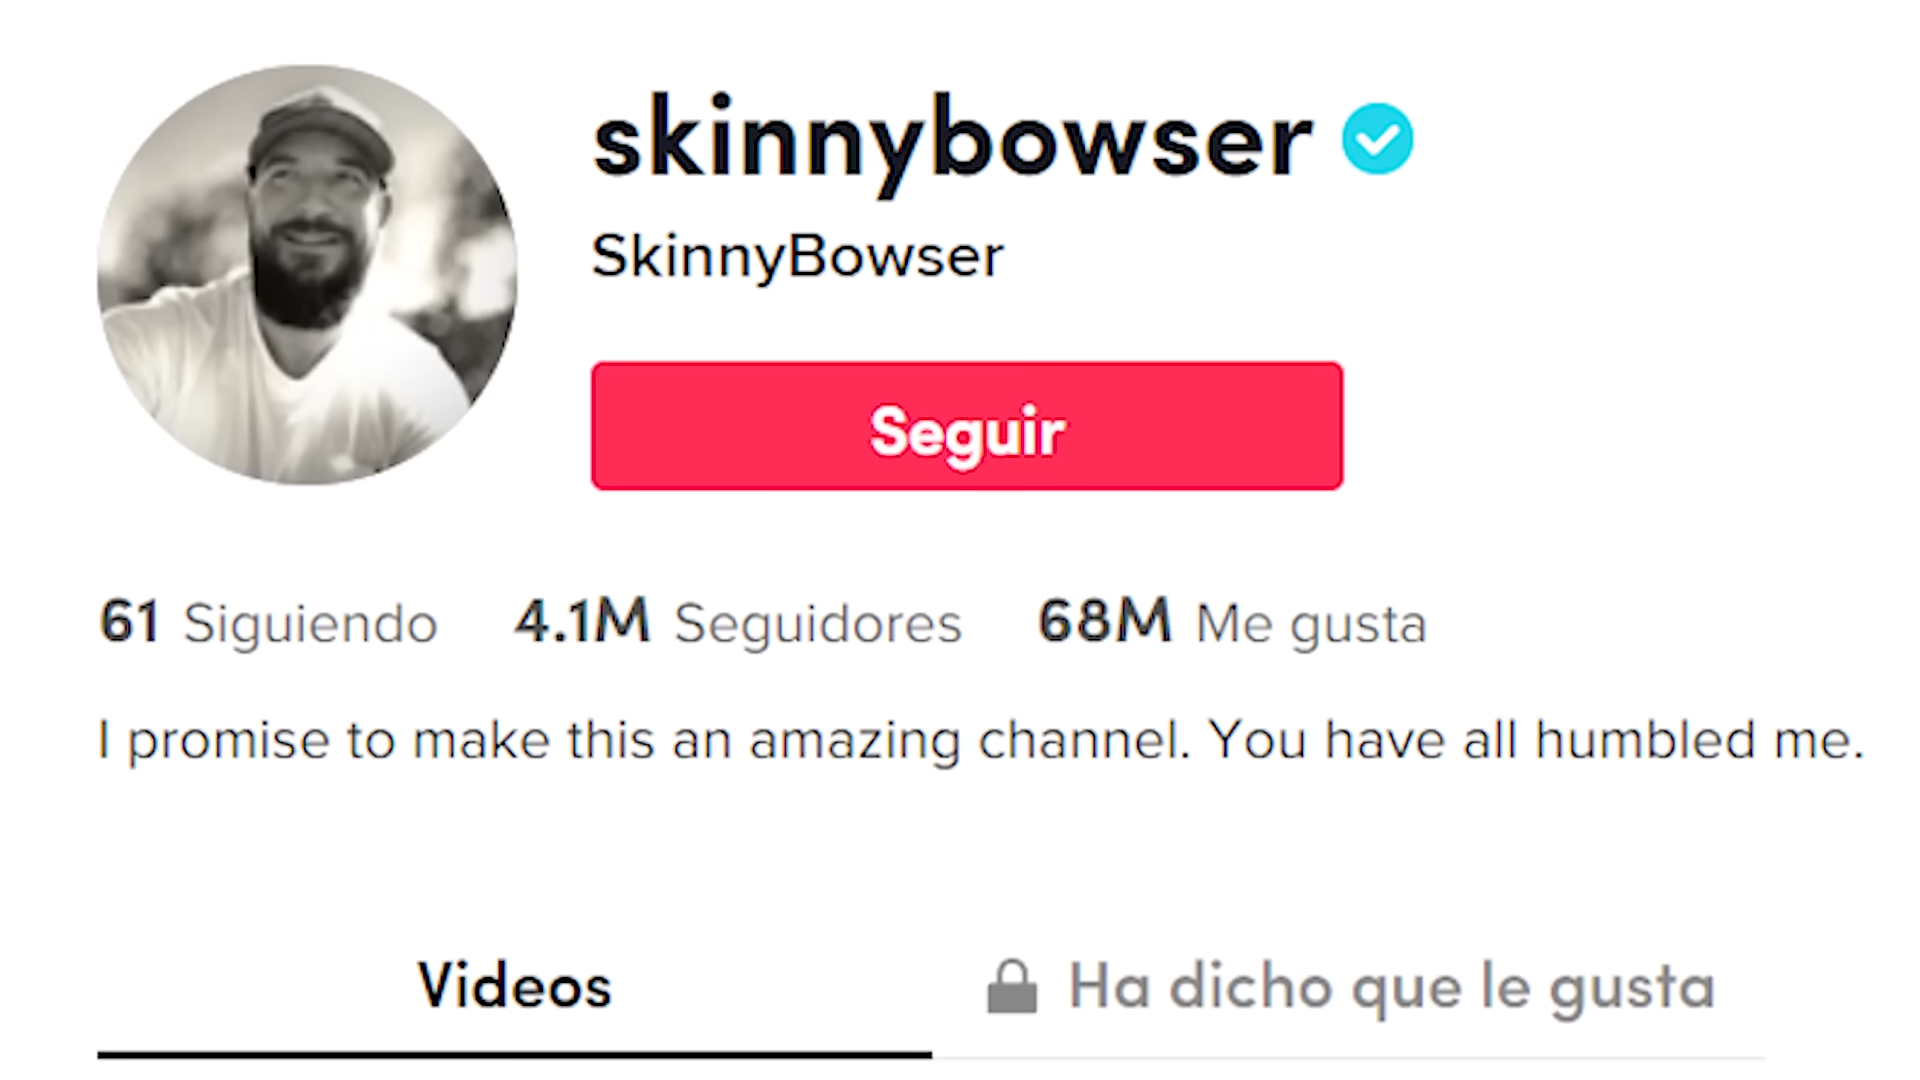 skinnybowser
SkinnyBowser
Seguir
61 Siguiendo 4.1M Seguidores 68M Me gusta
I promise to make this an amazing channel. You have all humbled me.
Videos Ha dicho que le gusta